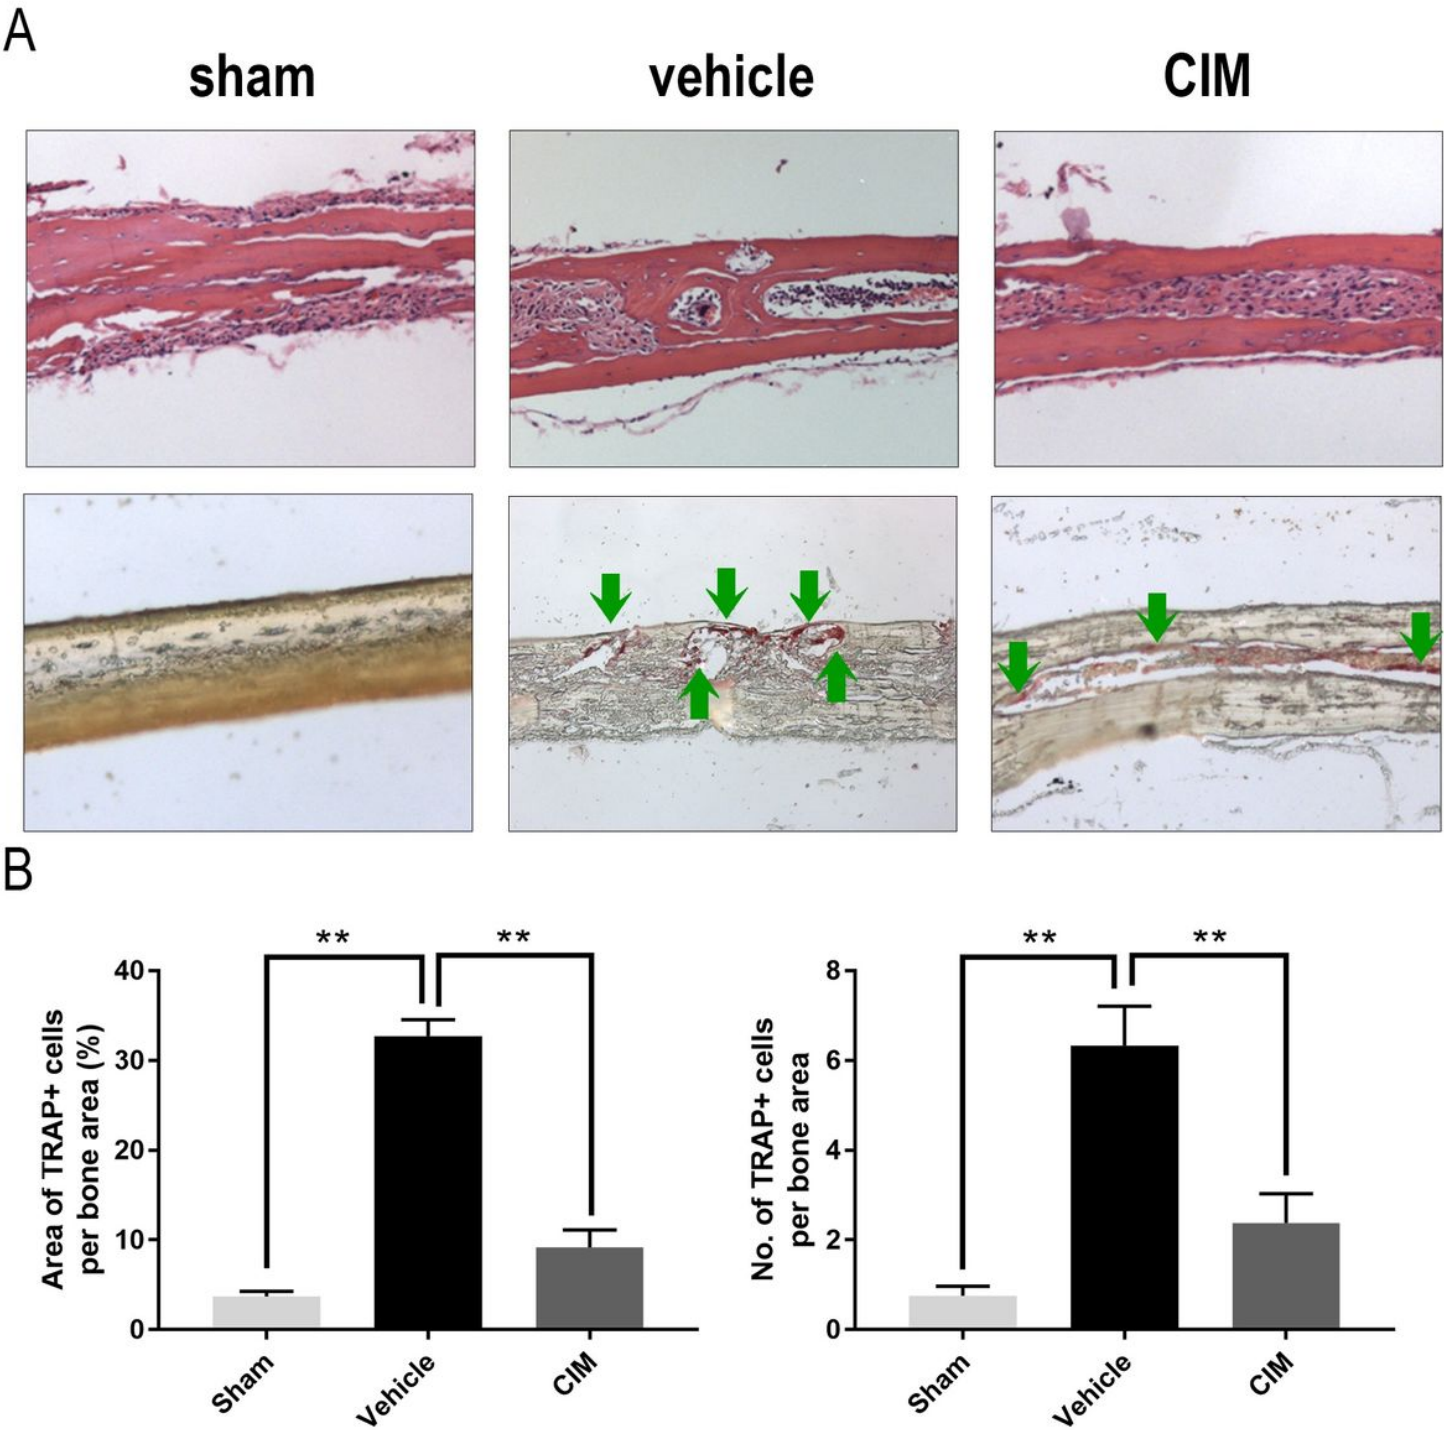 A
sham
vehicle
CIM
B
**
**
40
30
20
10
0
Area of TRAP+ cells
per bone area (%)
Sham
Vehicle
CIM
**
**
8
6
4
2
0
No. of TRAP+ cells
per bone area
Sham
Vehicle
CIM